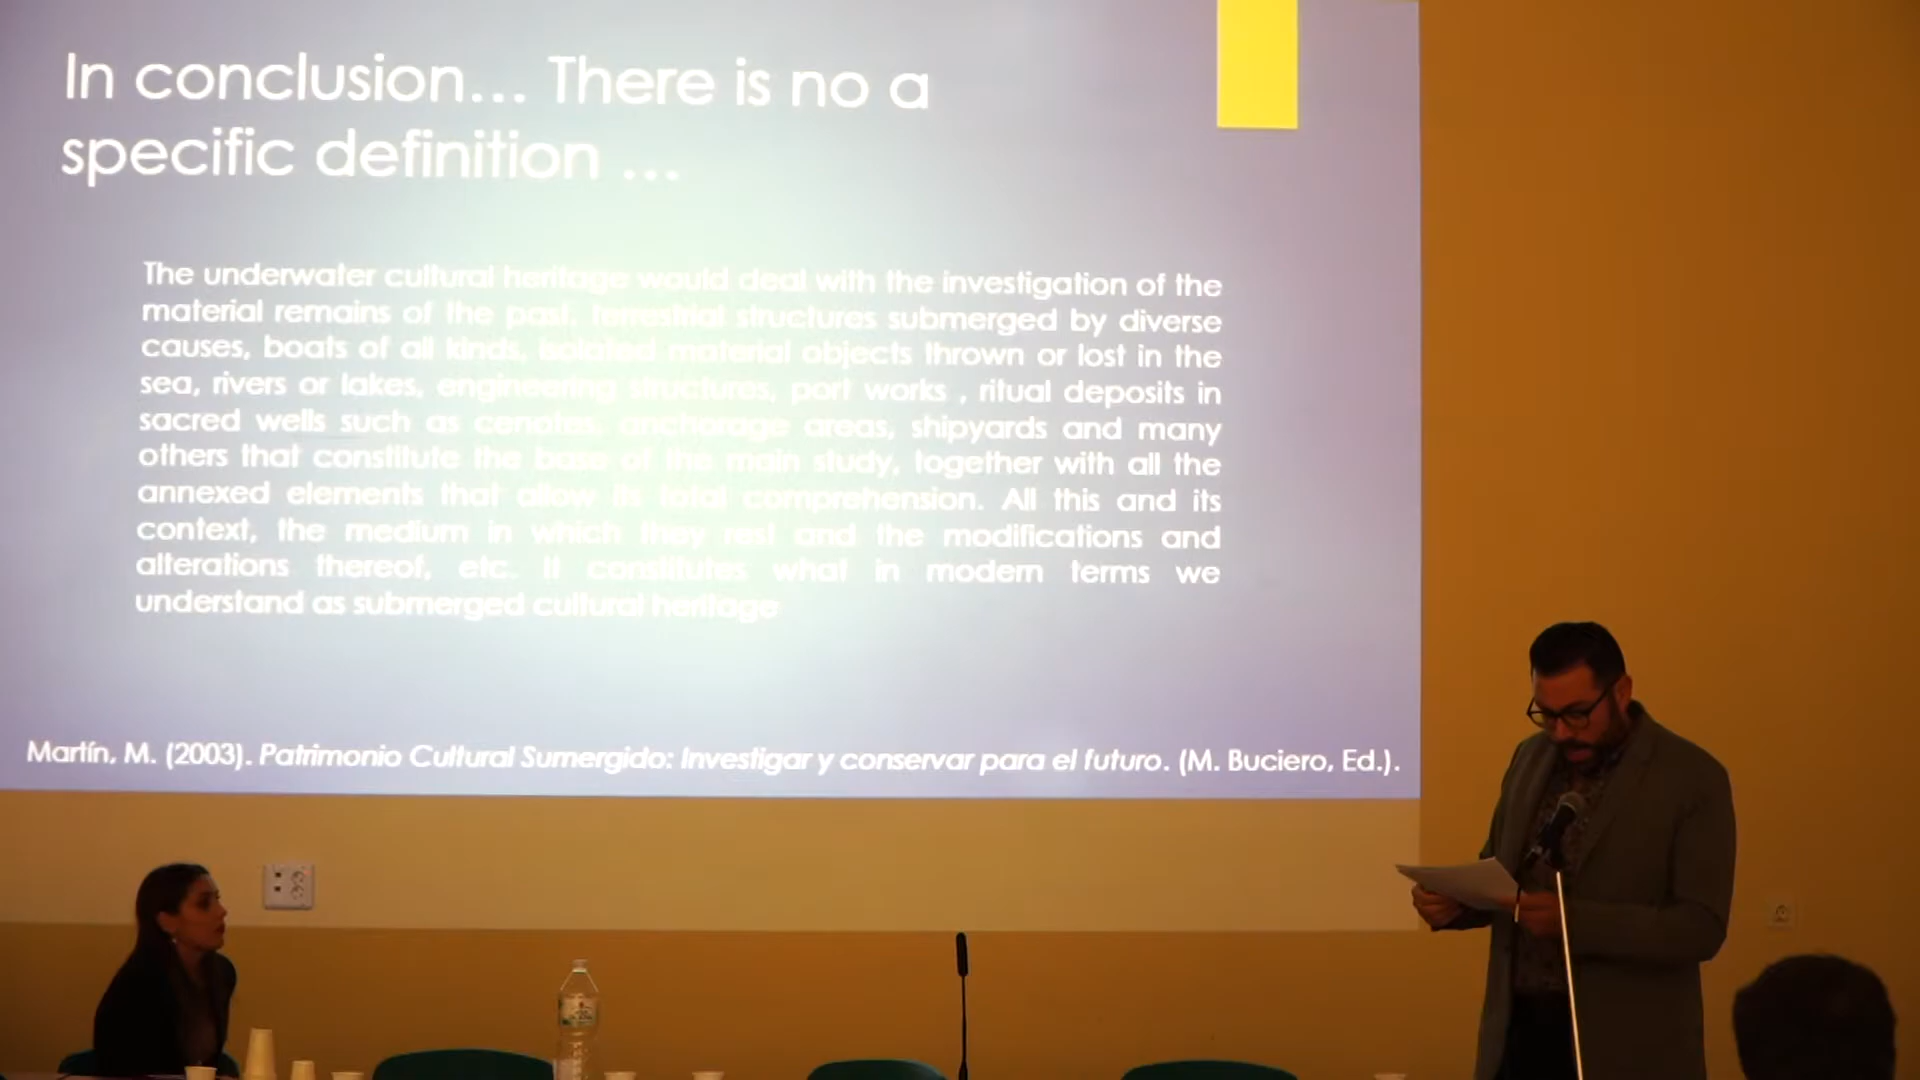 In conclusion... There is no a
specific definition ...
The underwater cultural heritage would deal with the investigation of the
material remains of the past, terrestrial structures submerged by diverse
causes, boats of all kinds, isolated material objects thrown or lost in the
sea, rivers or lakes, engineering structures, port works , ritual deposits in
sacred wells such as cenotes, anchorage areas, shipyards and many
others that constitute the base of the main study, together with all the
annexed elements that allow its total comprehension. All this and its
context, the medium in which they rest and the modifications and
alterations thereof, etc. It constitutes what in modern terms we
understand as submerged cultural heritage
Martín, M. (2003). Patrimonio Cultural Sumergido: Investigar y conservar para el futuro. (M. Buciero, Ed.).